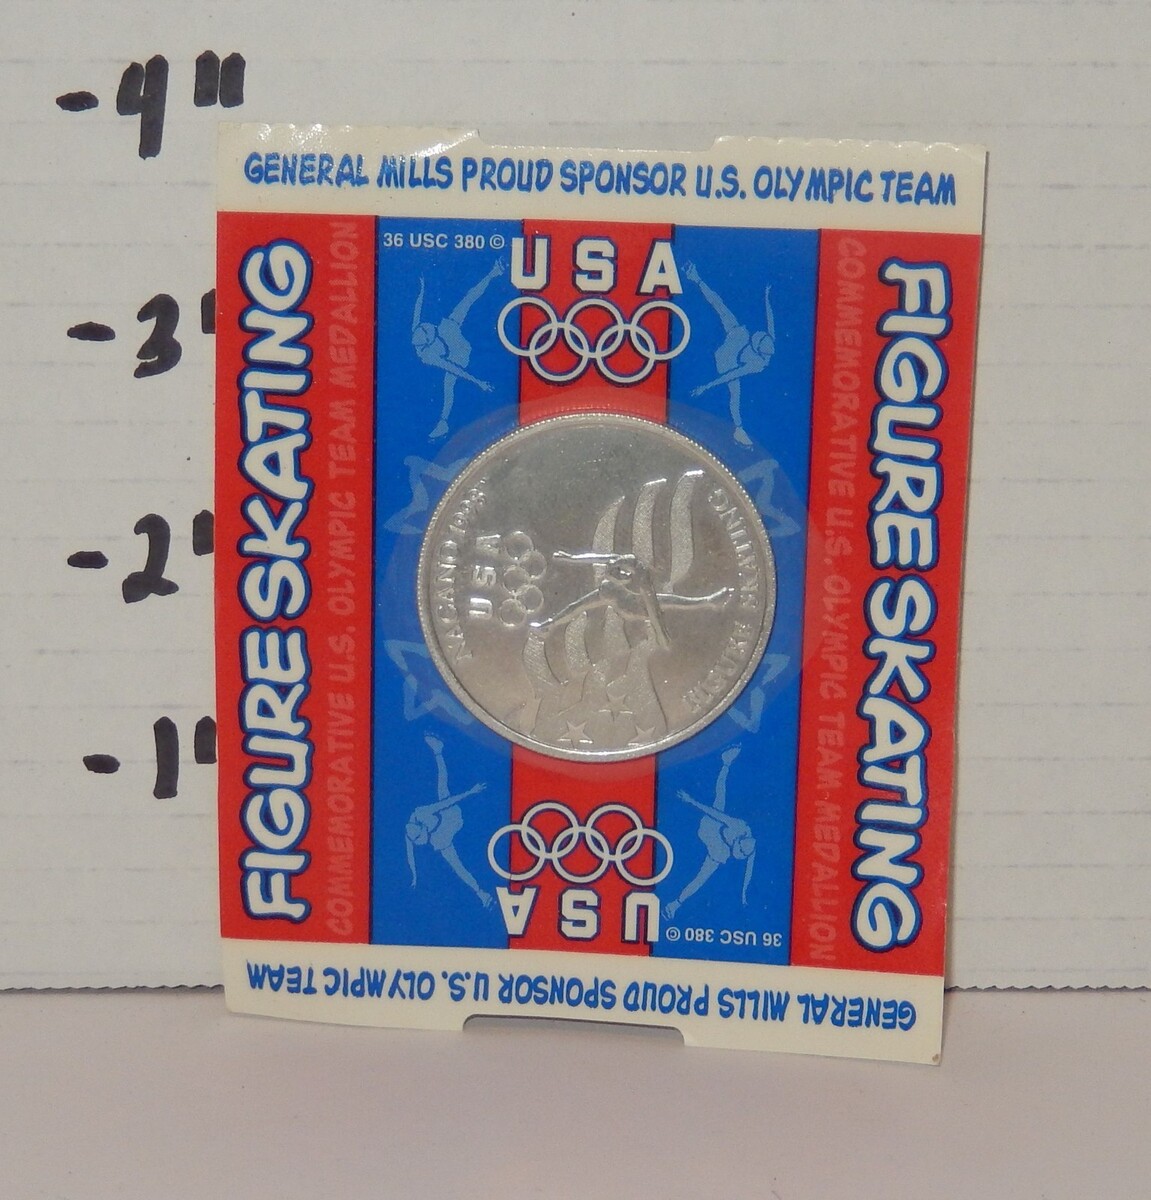 -4"
-3"
-2"
-1"
GENERAL MILLS PROUD SPONSOR U.S. OLYMPIC TEAM
FIGURE SKATING
COMMEMORATIVE U.S. OLYMPIC TEAM MEDALLION
36 USC 380 ©
USA
NAGANO 1998
USA
FIGURE SKATING
COMMEMORATIVE U.S. OLYMPIC TEAM MEDALLION
FIGURE SKATING
USA
36 USC 380 ©
GENERAL MILLS PROUD SPONSOR U.S. OLYMPIC TEAM